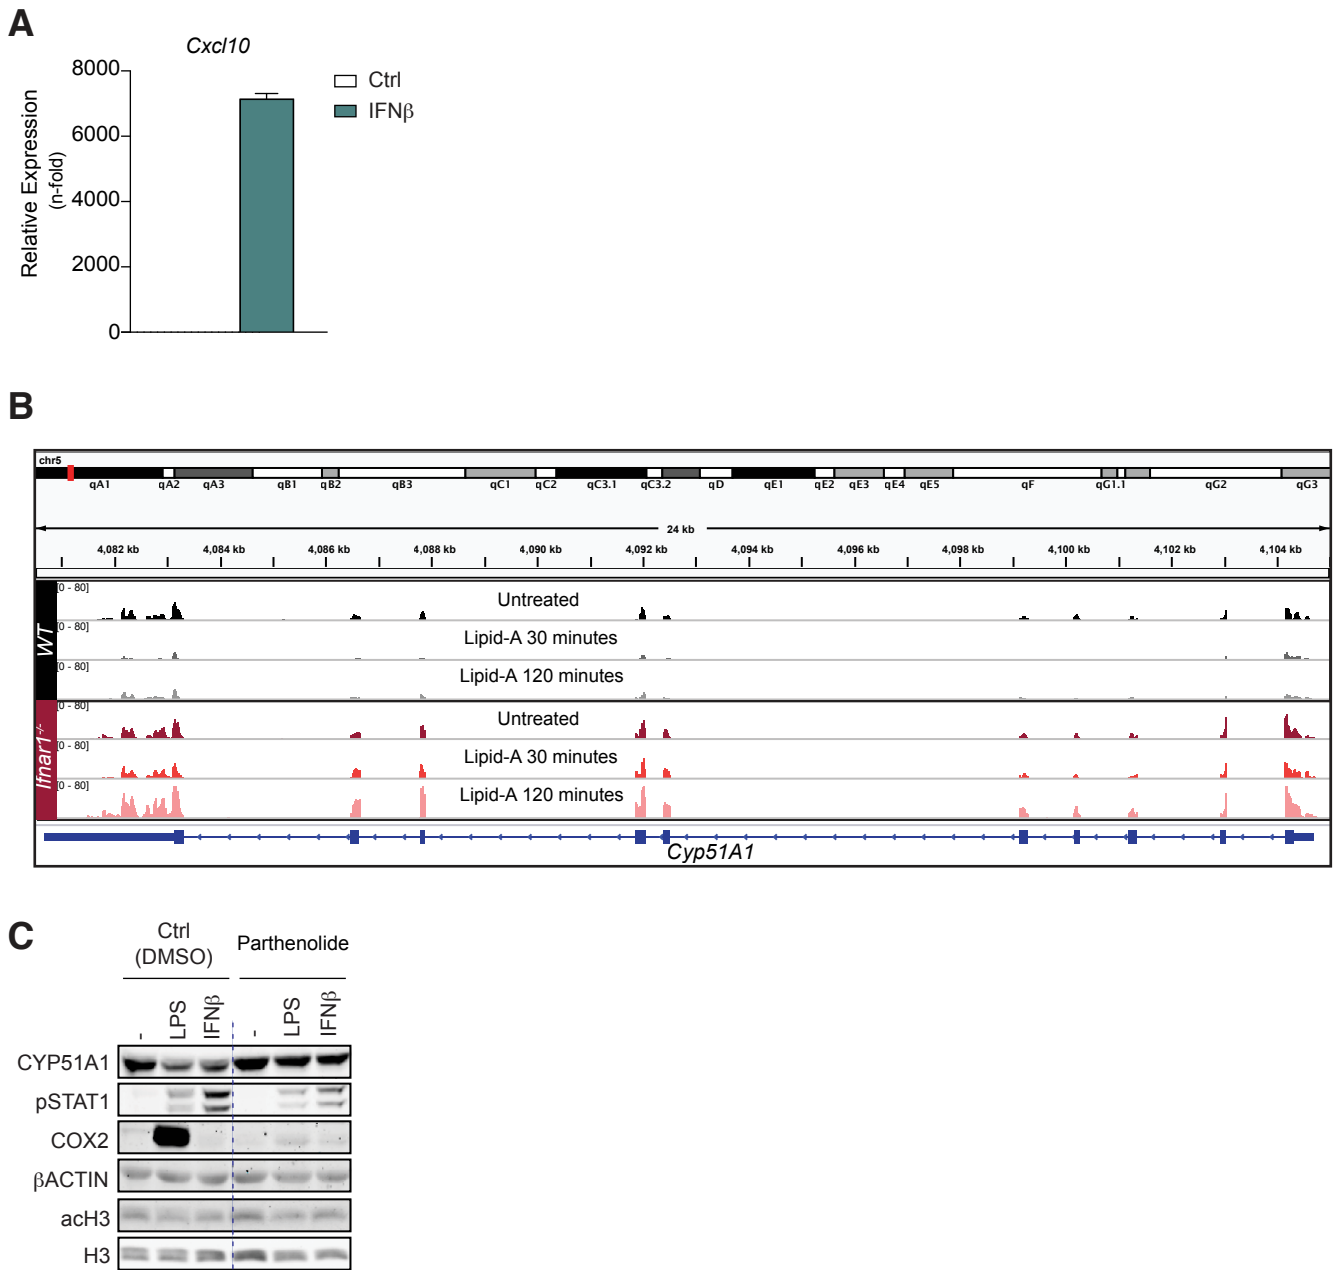 A
Cxcl10
8000
6000
4000
2000
0
Relative Expression
(n-fold)
Ctrl
IFNβ
B
chr5
qA1 qA2 qA3 qB1 qB2 qB3 qC1 qC2 qC3.1 qC3.2 qD qE1 qE2 qE3 qE4 qE5 qF qG1.1 qG2 qG3
24 kb
4,082 kb 4,084 kb 4,086 kb 4,088 kb 4,090 kb 4,092 kb 4,094 kb 4,096 kb 4,098 kb 4,100 kb 4,102 kb 4,104 kb
WT
[0 - 80] Untreated
[0 - 80] Lipid-A 30 minutes
[0 - 80] Lipid-A 120 minutes
Ifnar1-/-
[0 - 80] Untreated
[0 - 80] Lipid-A 30 minutes
[0 - 80] Lipid-A 120 minutes
Cyp51A1
C
Ctrl
(DMSO)
Parthenolide
- LPS IFNβ - LPS IFNβ
CYP51A1
pSTAT1
COX2
βACTIN
acH3
H3